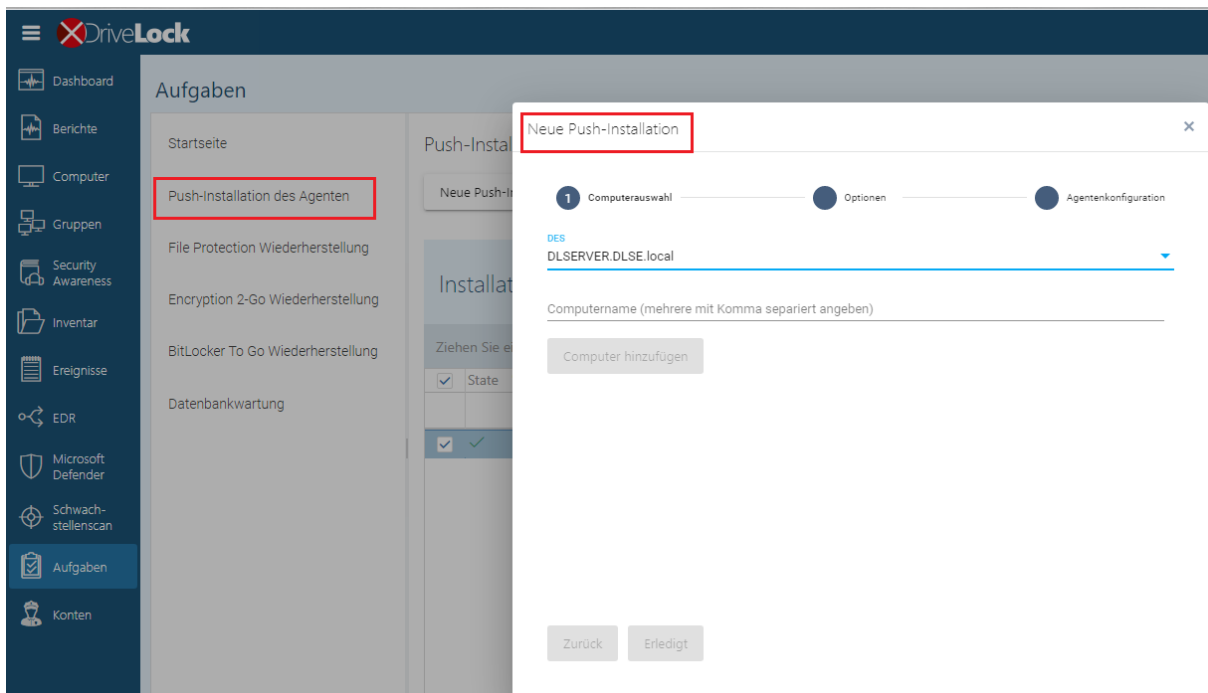 DriveLock
Dashboard
Berichte
Computer
Gruppen
Security
Awareness
Inventar
Ereignisse
EDR
Microsoft
Defender
Schwach-
stellenscan
Aufgaben
Konten
Aufgaben
Startseite
Push-Installation des Agenten
File Protection Wiederherstellung
Encryption 2-Go Wiederherstellung
BitLocker To Go Wiederherstellung
Datenbankwartung
Push-Instal
Neue Push-I
Installat
Ziehen Sie e
State
Neue Push-Installation
1 Computerauswahl
Optionen
Agentenkonfiguration
DES
DLSERVER.DLSE.local
Computername (mehrere mit Komma separiert angeben)
Computer hinzufügen
Zurück
Erledigt